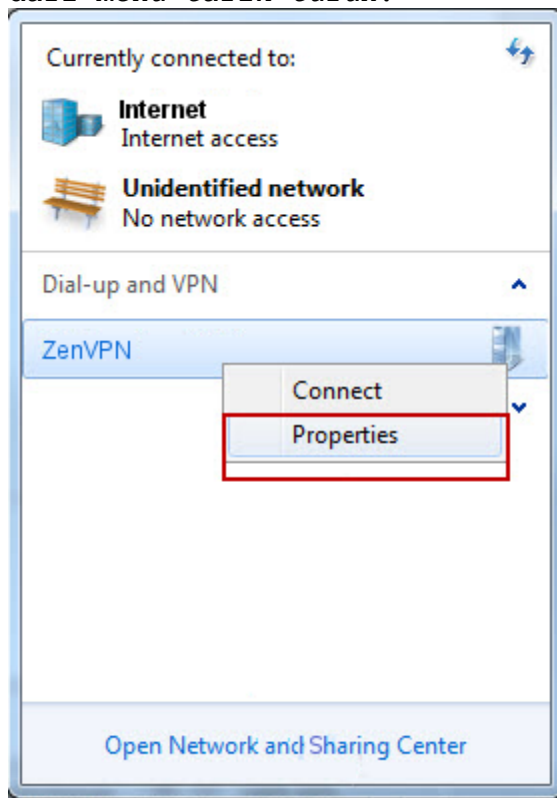 Currently connected to:
Internet
Internet access
Unidentified network
No network access
Dial-up and VPN
ZenVPN
Connect
Properties
Open Network and Sharing Center